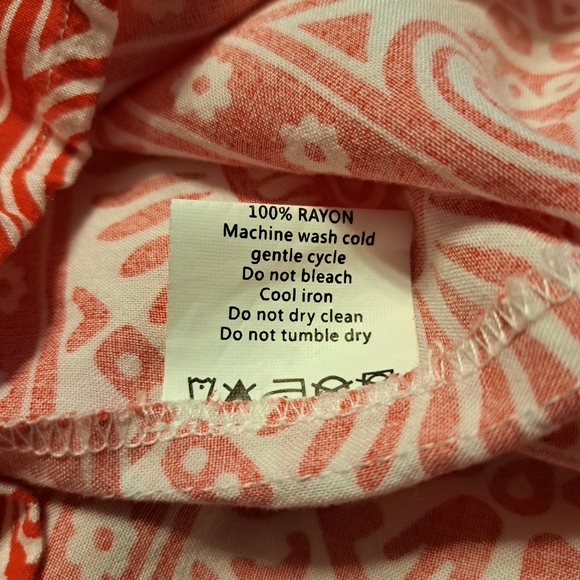 100% RAYON
Machine wash cold
gentle cycle
Do not bleach
Cool iron
Do not dry clean
Do not tumble dry